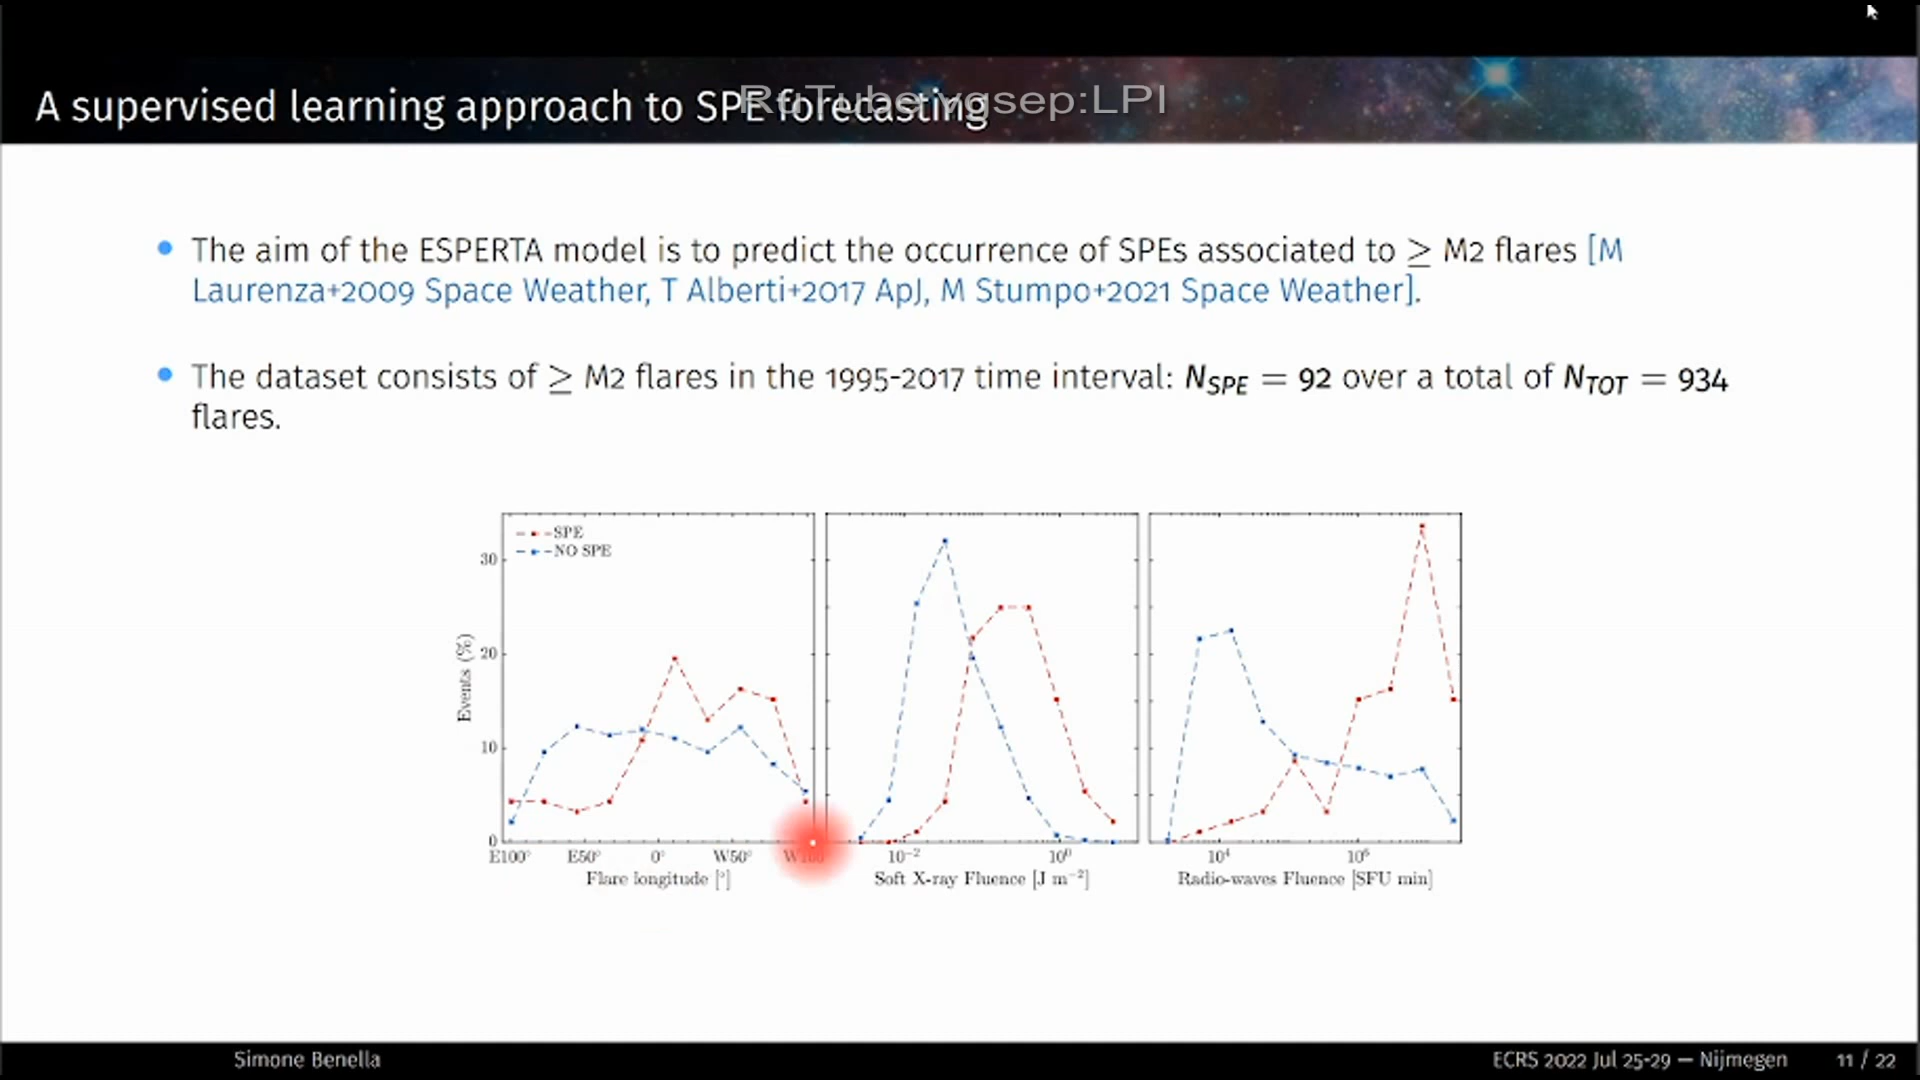 A supervised learning approach to SPE forecasting
RuTube vgsep:LPI
The aim of the ESPERTA model is to predict the occurrence of SPEs associated to ≥ M2 flares [M
Laurenza+2009 Space Weather, T Alberti+2017 ApJ, M Stumpo+2021 Space Weather].
The dataset consists of ≥ M2 flares in the 1995-2017 time interval: N_SPE = 92 over a total of N_TOT = 934
flares.
SPE
NO SPE
Events (%)
30
20
10
0
E100° E50° 0° W50° W100°
Flare longitude [°]
10⁻² 10⁰
Soft X-ray Fluence [J m⁻²]
10⁴ 10⁶
Radio-waves Fluence [SFU min]
Simone Benella
ECRS 2022 Jul 25-29 — Nijmegen 11 / 22